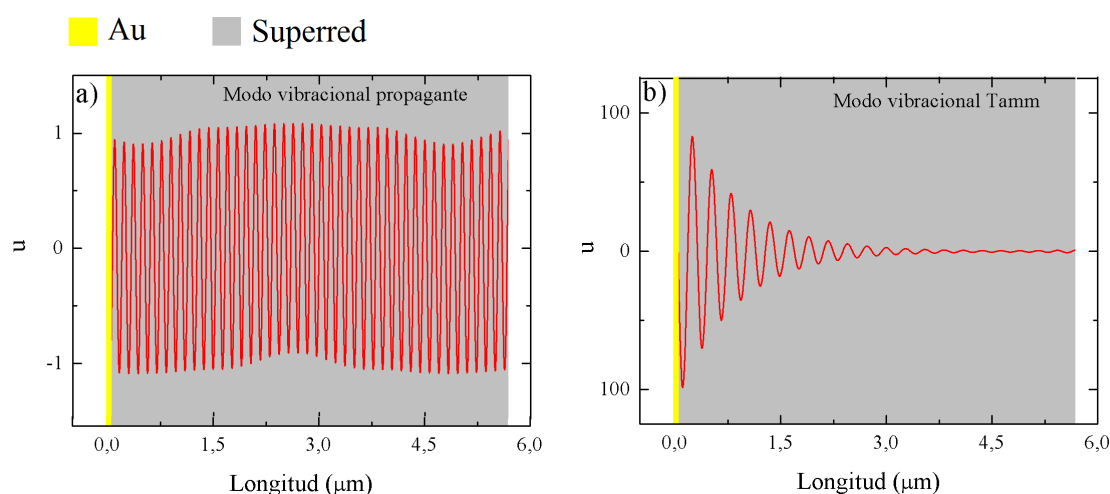 Au Superred
a) Modo vibracional propagante
1
0
-1
u
0,0 1,5 3,0 4,5 6,0
Longitud (μm)
b) Modo vibracional Tamm
100
50
0
50
100
u
0,0 1,5 3,0 4,5 6,0
Longitud (μm)